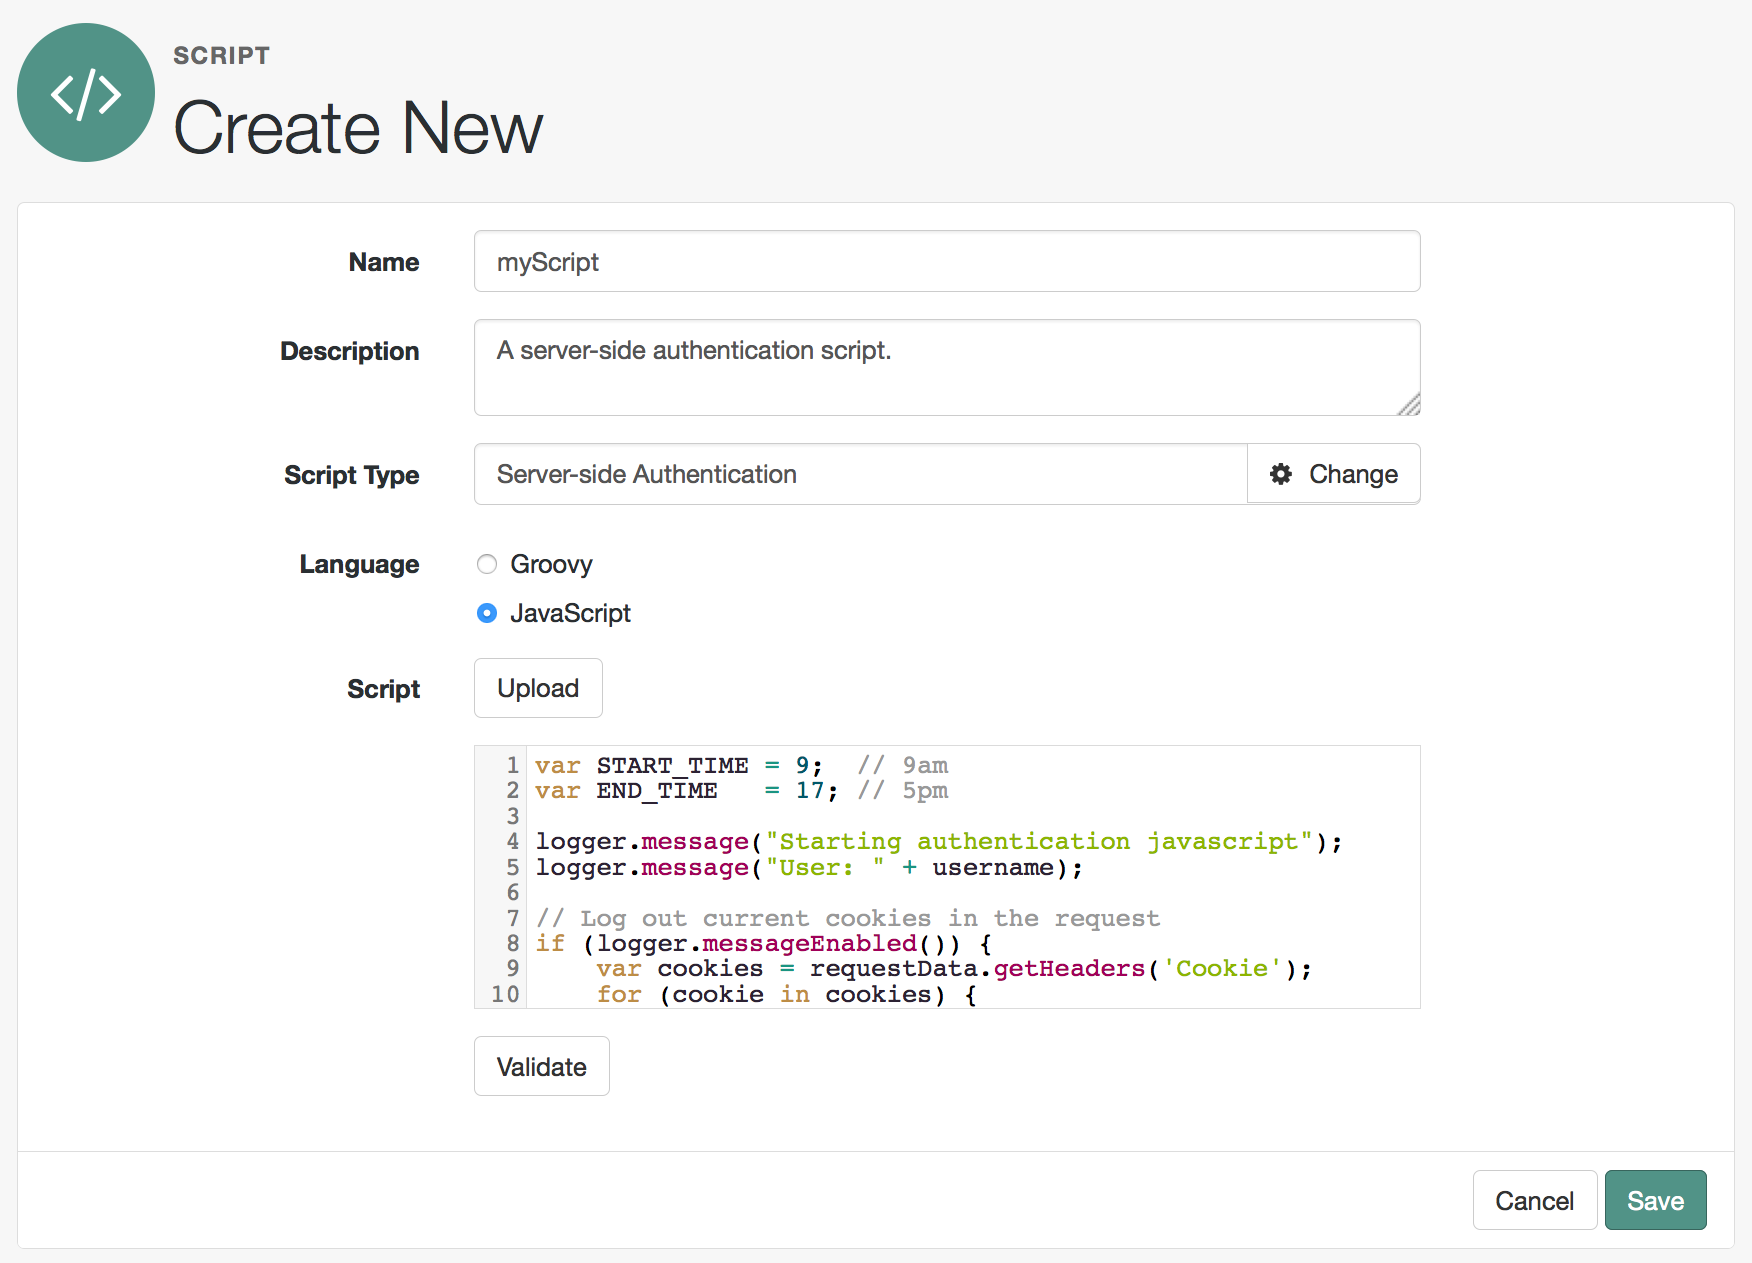 SCRIPT
Create New
Name
myScript
Description
A server-side authentication script.
Script Type
Server-side Authentication
Change
Language
Groovy
JavaScript
Script
Upload
1 var START_TIME = 9;  // 9am
2 var END_TIME   = 17; // 5pm
3
4 logger.message("Starting authentication javascript");
5 logger.message("User: " + username);
6
7 // Log out current cookies in the request
8 if (logger.messageEnabled()) {
9     var cookies = requestData.getHeaders('Cookie');
10     for (cookie in cookies) {
Validate
Cancel
Save